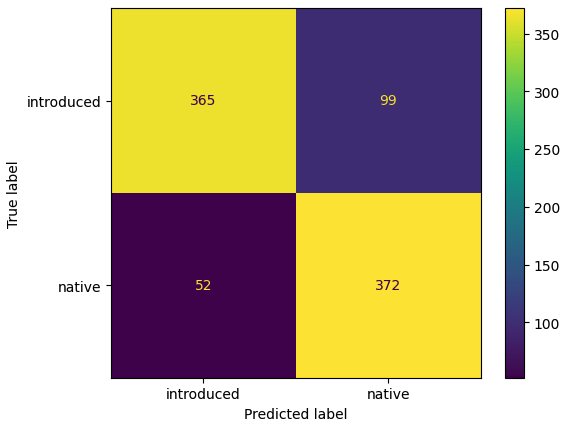 True label
introduced
365
99
native
52
372
introduced
native
Predicted label
350
300
250
200
150
100